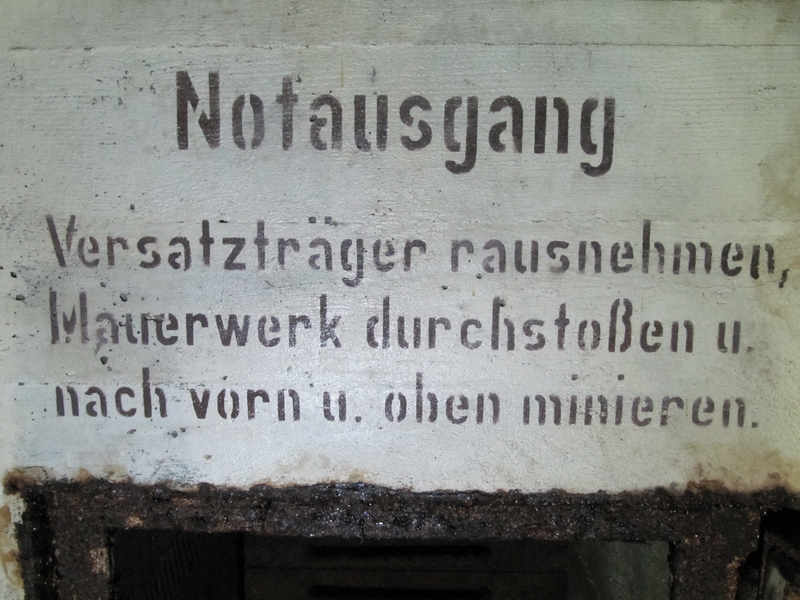 Notausgang
Versatzträger rausnehmen,
Mauerwerk durchstoßen u.
nach vorn u. oben minieren.